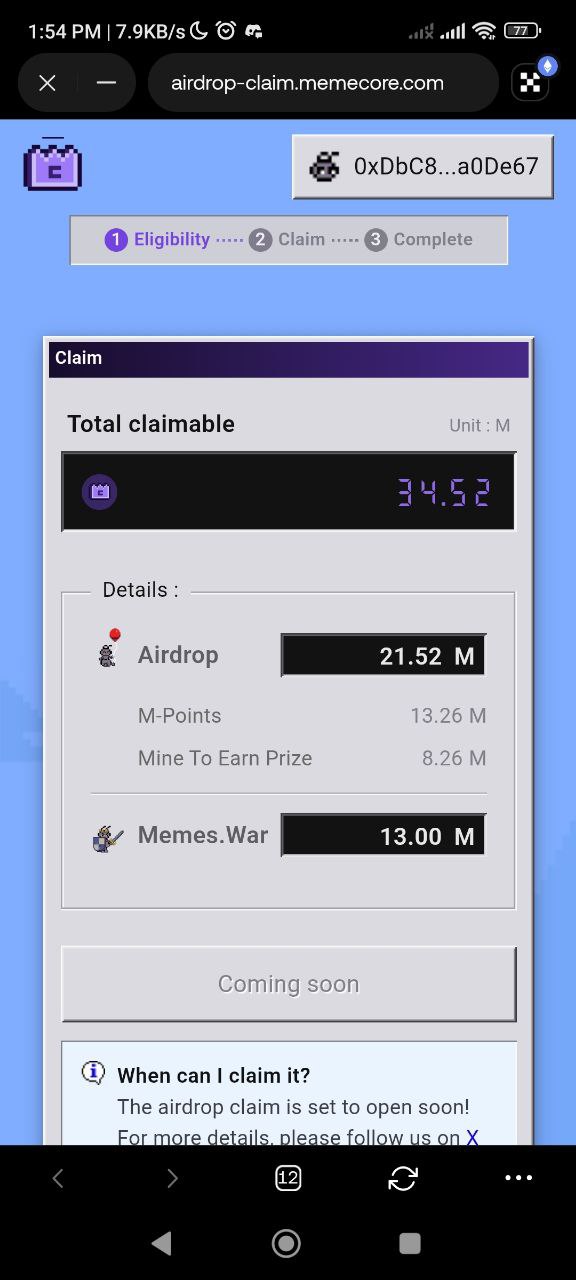 1:54 PM | 7.9KB/s 77
airdrop-claim.memecore.com
0xDbC8...a0De67
1 Eligibility ····· 2 Claim ····· 3 Complete
Claim
Total claimable Unit : M
34.52
Details :
Airdrop 21.52 M
M-Points 13.26 M
Mine To Earn Prize 8.26 M
Memes.War 13.00 M
Coming soon
When can I claim it?
The airdrop claim is set to open soon!
For more details, please follow us on X
12